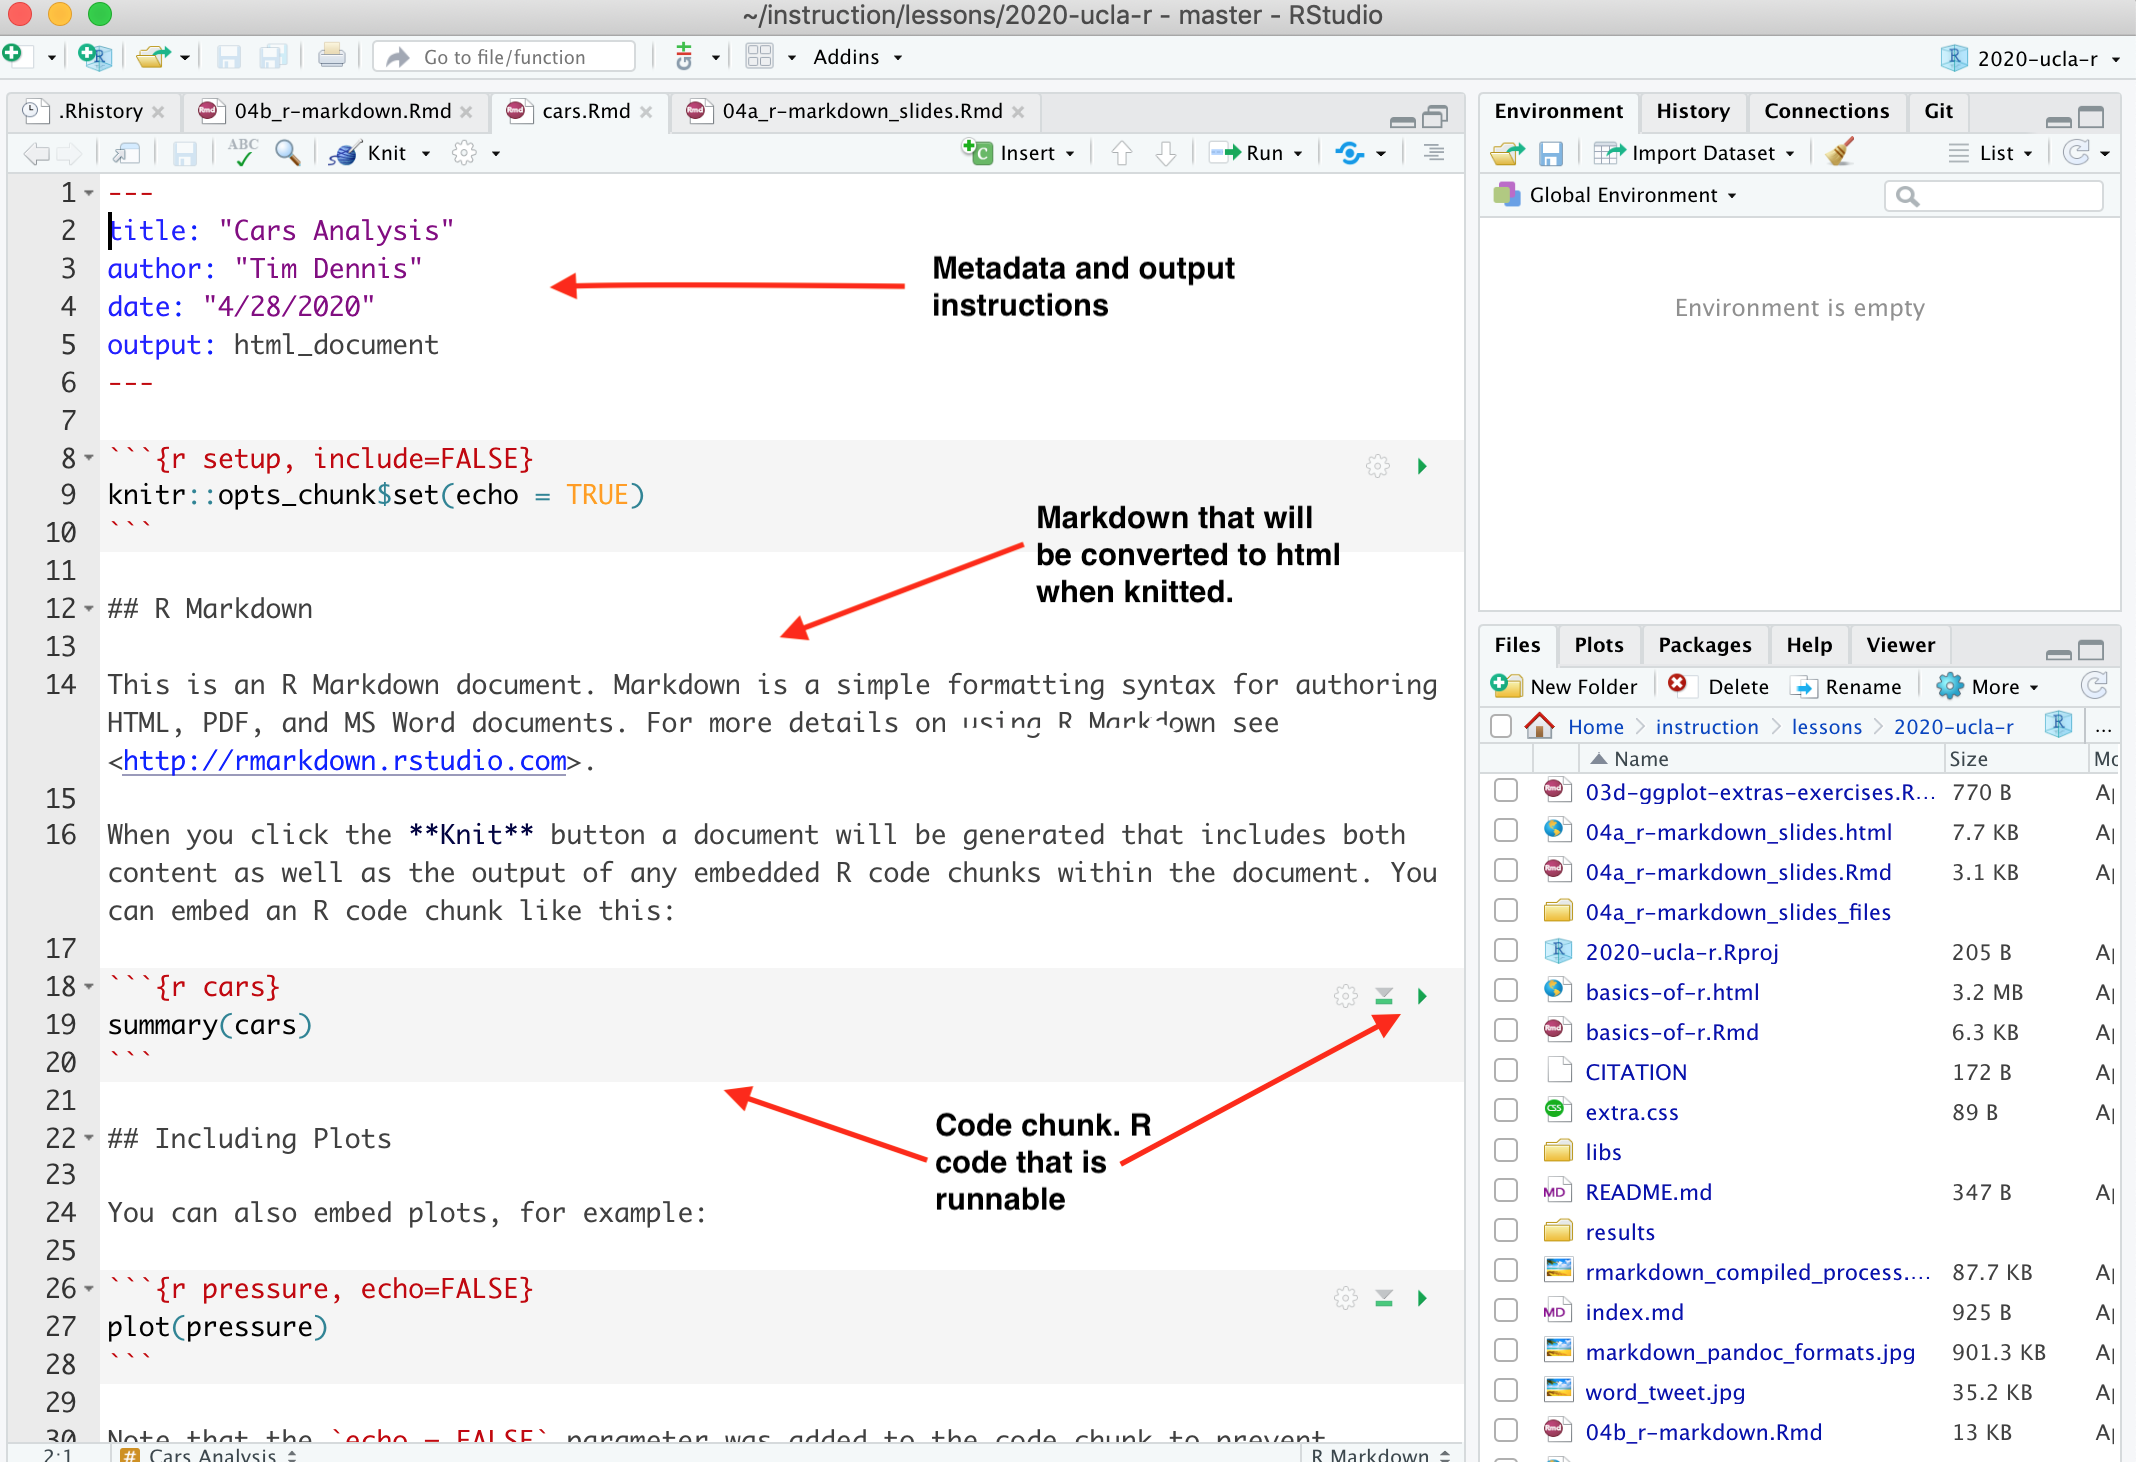 ~/instruction/lessons/2020-ucla-r - master - RStudio
Go to file/function
Addins
2020-ucla-r
.Rhistory
04b_r-markdown.Rmd
cars.Rmd
04a_r-markdown_slides.Rmd
ABC
Knit
Insert
Run
1 ---
2 title: "Cars Analysis"
3 author: "Tim Dennis"
4 date: "4/28/2020"
5 output: html_document
6 ---
7
8 ```{r setup, include=FALSE}
9 knitr::opts_chunk$set(echo = TRUE)
10 ```
11
12 ## R Markdown
13
14 This is an R Markdown document. Markdown is a simple formatting syntax for authoring
HTML, PDF, and MS Word documents. For more details on using R Markdown see
<http://rmarkdown.rstudio.com>.
15
16 When you click the **Knit** button a document will be generated that includes both
content as well as the output of any embedded R code chunks within the document. You
can embed an R code chunk like this:
17
18 ```{r cars}
19 summary(cars)
20 ```
21
22 ## Including Plots
23
24 You can also embed plots, for example:
25
26 ```{r pressure, echo=FALSE}
27 plot(pressure)
28 ```
29
30 Note that the `echo = FALSE` parameter was added to the code chunk to prevent
2:1
# Cars Analysis
R Markdown
Metadata and output
instructions
Markdown that will
be converted to html
when knitted.
Code chunk. R
code that is
runnable
Environment
History
Connections
Git
Import Dataset
List
Global Environment
Environment is empty
Files
Plots
Packages
Help
Viewer
New Folder
Delete
Rename
More
Home
instruction
lessons
2020-ucla-r
...
Name
Size
Mo
03d-ggplot-extras-exercises.R... 770 B
04a_r-markdown_slides.html 7.7 KB
04a_r-markdown_slides.Rmd 3.1 KB
04a_r-markdown_slides_files
2020-ucla-r.Rproj 205 B
basics-of-r.html 3.2 MB
basics-of-r.Rmd 6.3 KB
CITATION 172 B
extra.css 89 B
libs
README.md 347 B
results
rmarkdown_compiled_process.... 87.7 KB
index.md 925 B
markdown_pandoc_formats.jpg 901.3 KB
word_tweet.jpg 35.2 KB
04b_r-markdown.Rmd 13 KB